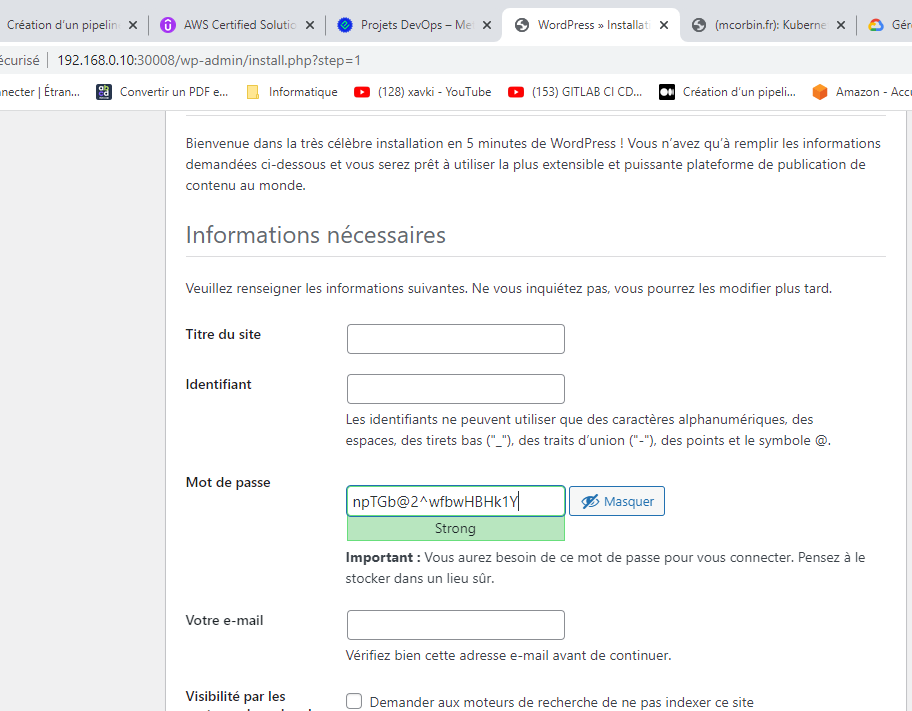 Création d'un pipelin
AWS Certified Solutio
Projets DevOps – Me
WordPress » Installat
(mcorbin.fr): Kuberne
Gér
écurisé
192.168.0.10:30008/wp-admin/install.php?step=1
nnecter | Étran...
Convertir un PDF e...
Informatique
(128) xavki - YouTube
(153) GITLAB CI CD...
Création d'un pipeli...
Amazon - Accu
Bienvenue dans la très célèbre installation en 5 minutes de WordPress ! Vous n'avez qu'à remplir les informations
demandées ci-dessous et vous serez prêt à utiliser la plus extensible et puissante plateforme de publication de
contenu au monde.
Informations nécessaires
Veuillez renseigner les informations suivantes. Ne vous inquiétez pas, vous pourrez les modifier plus tard.
Titre du site
Identifiant
Les identifiants ne peuvent utiliser que des caractères alphanumériques, des
espaces, des tirets bas ("_"), des traits d'union ("-"), des points et le symbole @.
Mot de passe
npTGb@2^wfbwHBHk1Y
Masquer
Strong
Important : Vous aurez besoin de ce mot de passe pour vous connecter. Pensez à le
stocker dans un lieu sûr.
Votre e-mail
Vérifiez bien cette adresse e-mail avant de continuer.
Visibilité par les
Demander aux moteurs de recherche de ne pas indexer ce site